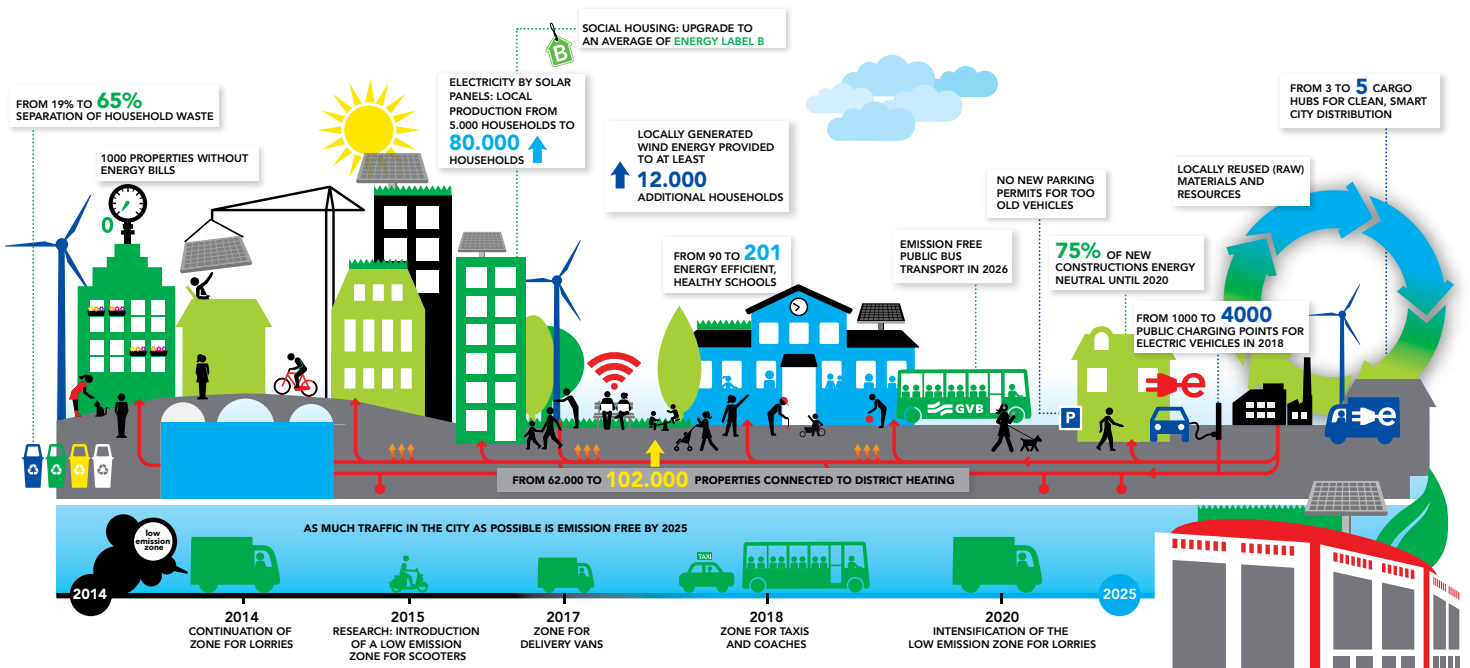 SOCIAL HOUSING: UPGRADE TO
AN AVERAGE OF ENERGY LABEL B
B
FROM 19% TO 65%
SEPARATION OF HOUSEHOLD WASTE
1000 PROPERTIES WITHOUT
ENERGY BILLS
0
ELECTRICITY BY SOLAR
PANELS: LOCAL
PRODUCTION FROM
5.000 HOUSEHOLDS TO
80.000
HOUSEHOLDS
LOCALLY GENERATED
WIND ENERGY PROVIDED
TO AT LEAST
12.000
ADDITIONAL HOUSEHOLDS
FROM 90 TO 201
ENERGY EFFICIENT,
HEALTHY SCHOOLS
EMISSION FREE
PUBLIC BUS
TRANSPORT IN 2026
NO NEW PARKING
PERMITS FOR TOO
OLD VEHICLES
75% OF NEW
CONSTRUCTIONS ENERGY
NEUTRAL UNTIL 2020
FROM 1000 TO 4000
PUBLIC CHARGING POINTS FOR
ELECTRIC VEHICLES IN 2018
LOCALLY REUSED (RAW)
MATERIALS AND
RESOURCES
FROM 3 TO 5 CARGO
HUBS FOR CLEAN, SMART
CITY DISTRIBUTION
GVB
P
e
e
FROM 62.000 TO 102.000 PROPERTIES CONNECTED TO DISTRICT HEATING
AS MUCH TRAFFIC IN THE CITY AS POSSIBLE IS EMISSION FREE BY 2025
low
emission
zone
TAXI
2014
2025
2014
CONTINUATION OF
ZONE FOR LORRIES
2015
RESEARCH: INTRODUCTION
OF A LOW EMISSION
ZONE FOR SCOOTERS
2017
ZONE FOR
DELIVERY VANS
2018
ZONE FOR TAXIS
AND COACHES
2020
INTENSIFICATION OF THE
LOW EMISSION ZONE FOR LORRIES